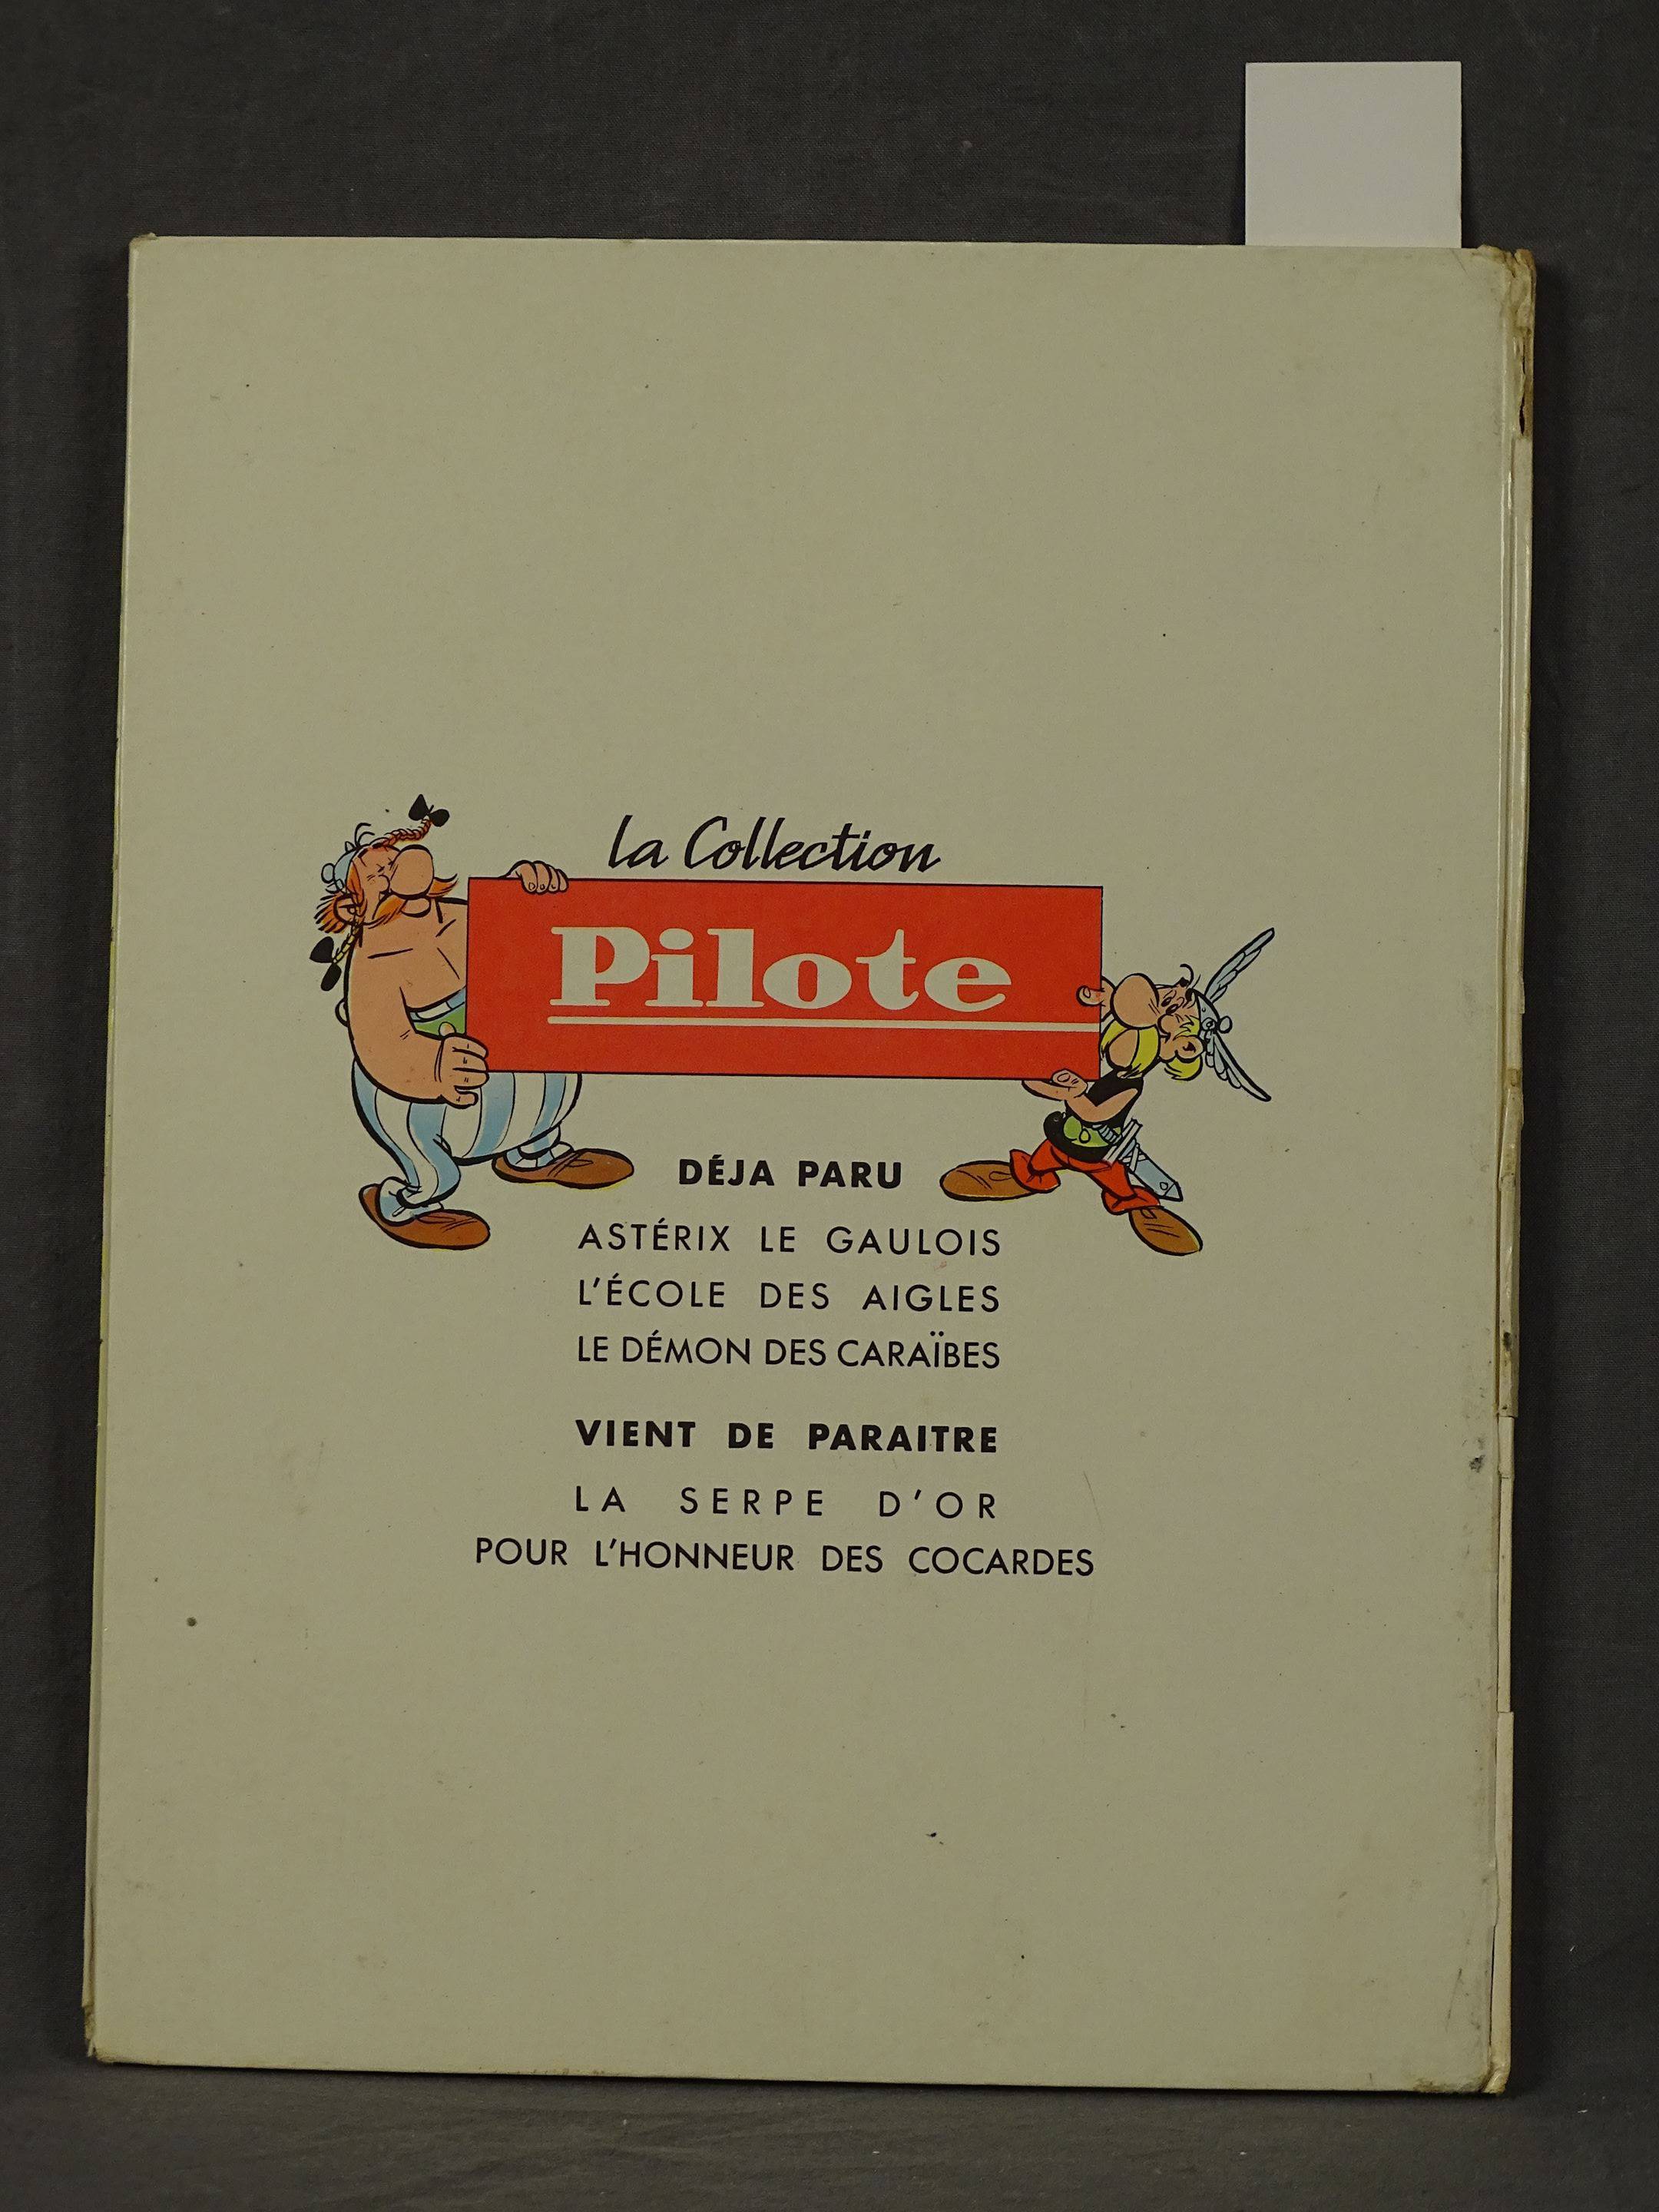 la Collection
Pilote
DÉJA PARU
ASTÉRIX LE GAULOIS
L'ÉCOLE DES AIGLES
LE DÉMON DES CARAÏBES
VIENT DE PARAITRE
LA SERPE D'OR
POUR L'HONNEUR DES COCARDES